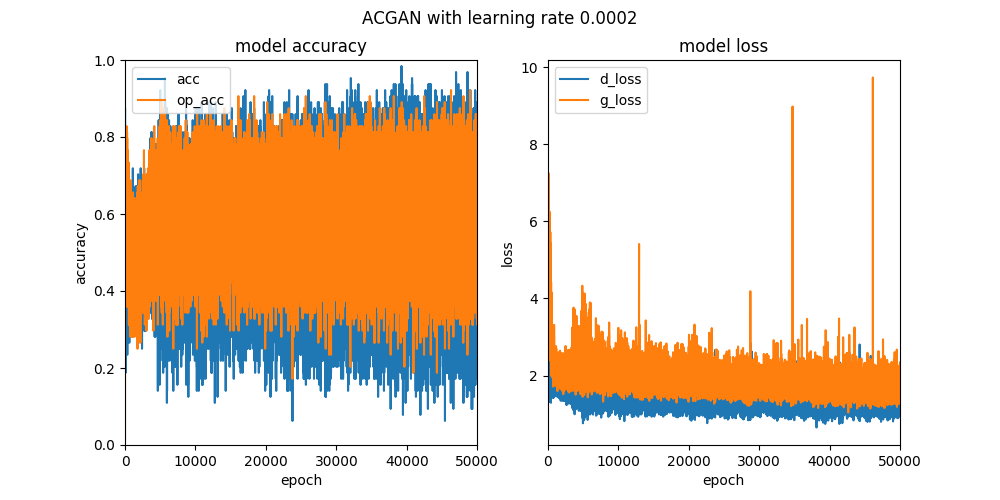 ACGAN with learning rate 0.0002
model accuracy
acc
op_acc
1.0
0.8
0.6
0.4
0.2
0.0
accuracy
0 10000 20000 30000 40000 50000
epoch
model loss
d_loss
g_loss
10
8
6
4
2
loss
0 10000 20000 30000 40000 50000
epoch